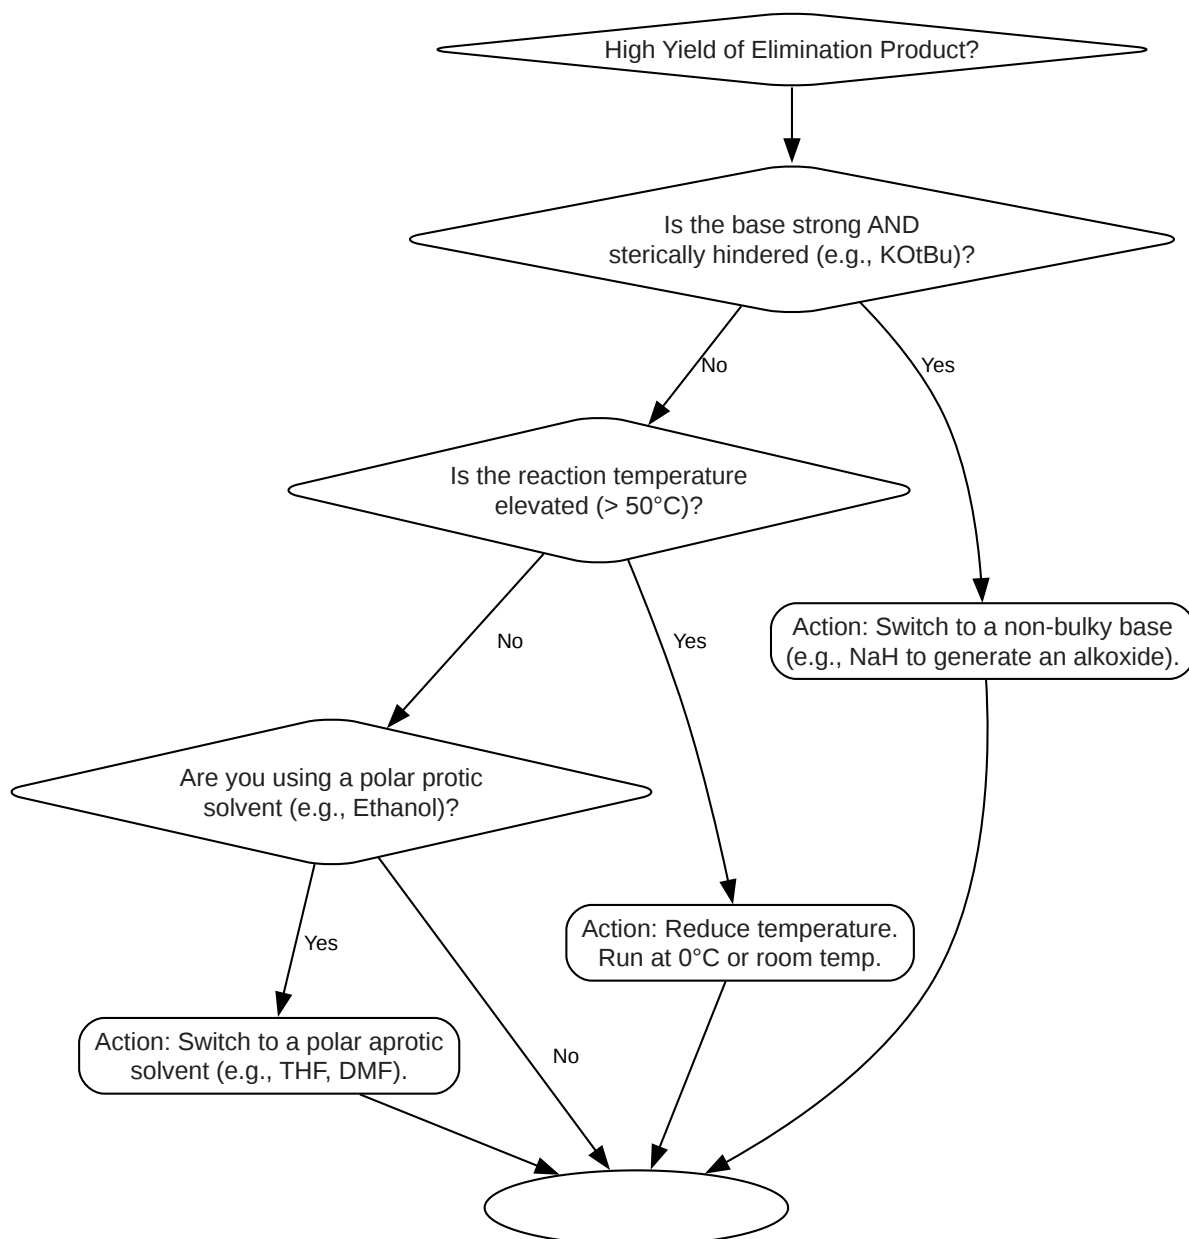 High Yield of Elimination Product?
Is the base strong AND
sterically hindered (e.g., KOtBu)?
No
Yes
Is the reaction temperature
elevated (> 50°C)?
No
Yes
Action: Switch to a non-bulky base
(e.g., NaH to generate an alkoxide).
Are you using a polar protic
solvent (e.g., Ethanol)?
Yes
No
Action: Reduce temperature.
Run at 0°C or room temp.
Action: Switch to a polar aprotic
solvent (e.g., THF, DMF).